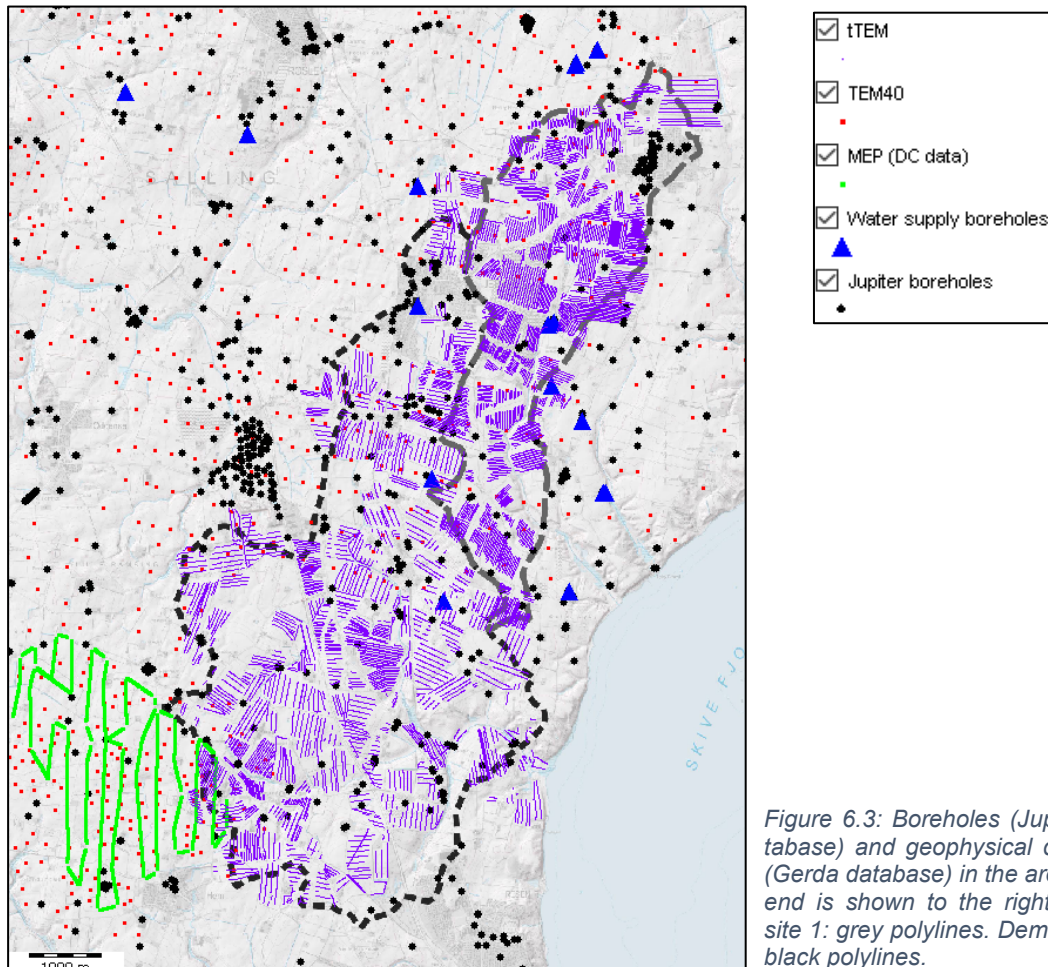 SALLING
SKIVE FJO
1000 m
tTEM
TEM40
MEP (DC data)
Water supply boreholes
Jupiter boreholes
Figure 6.3: Boreholes (Jup
tabase) and geophysical d
(Gerda database) in the are
end is shown to the right
site 1: grey polylines. Dem
black polylines.